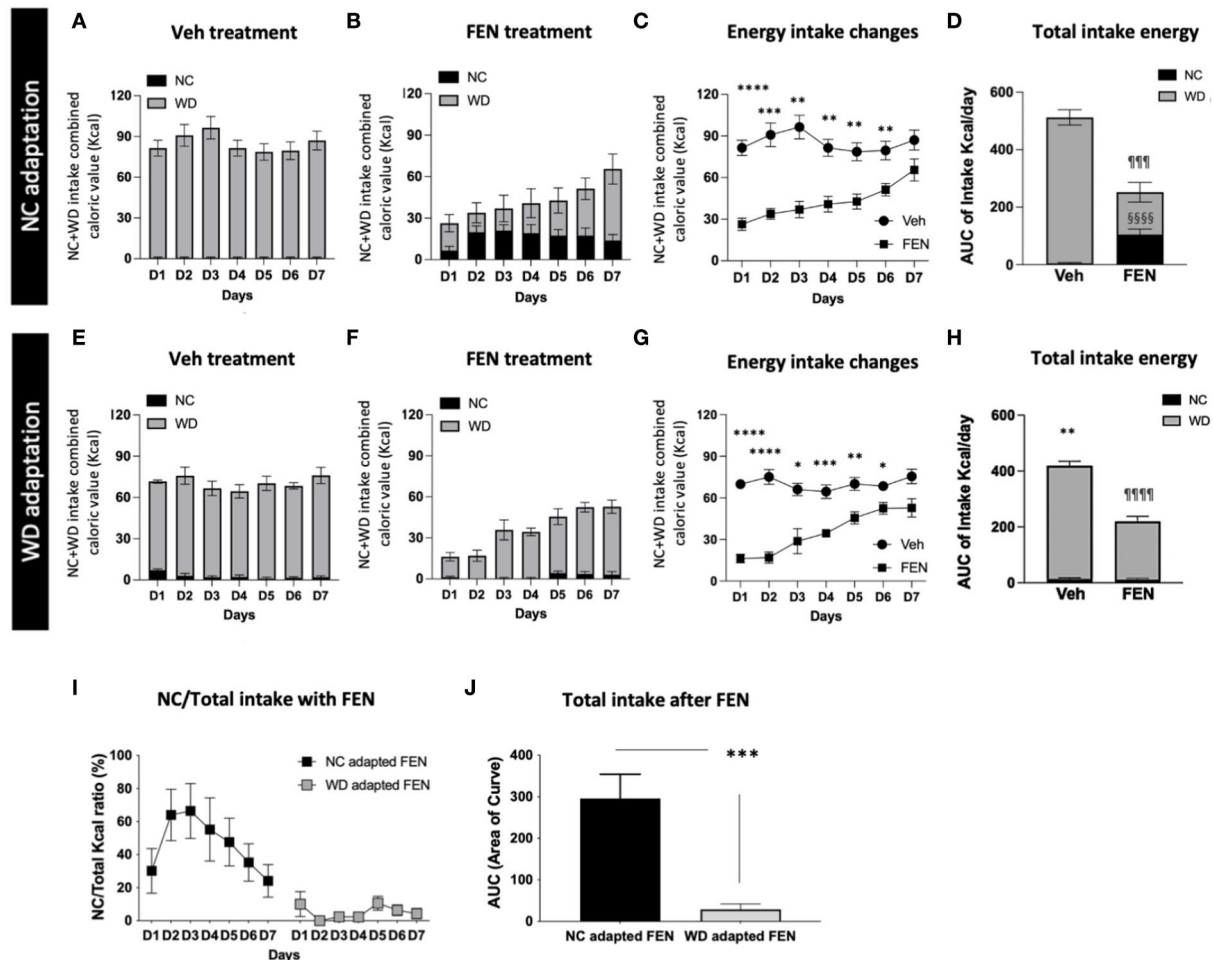 NC adaptation
A
Veh treatment
NC
WD
NC+WD intake combined
caloric value (Kcal)
120
90
60
30
0
D1 D2 D3 D4 D5 D6 D7
Days
B
FEN treatment
NC
WD
NC+WD intake combined
caloric value (Kcal)
120
90
60
30
0
D1 D2 D3 D4 D5 D6 D7
Days
C
Energy intake changes
NC+WD intake combined
caloric value (Kcal)
120
90
60
30
0
**** *** ** ** ** **
Veh
FEN
D1 D2 D3 D4 D5 D6 D7
Days
D
Total intake energy
NC
WD
AUC of Intake Kcal/day
600
400
200
0
¶¶¶
§§§§
Veh FEN
WD adaptation
E
Veh treatment
NC
WD
NC+WD intake combined
caloric value (Kcal)
120
90
60
30
0
D1 D2 D3 D4 D5 D6 D7
Days
F
FEN treatment
NC
WD
NC+WD intake combined
caloric value (Kcal)
120
90
60
30
0
D1 D2 D3 D4 D5 D6 D7
Days
G
Energy intake changes
NC+WD intake combined
caloric value (Kcal)
120
90
60
30
0
**** **** * *** ** *
Veh
FEN
D1 D2 D3 D4 D5 D6 D7
Days
H
Total intake energy
NC
WD
AUC of Intake Kcal/day
600
400
200
0
**
¶¶¶¶
Veh FEN
I
NC/Total intake with FEN
NC/Total Kcal ratio (%)
100
80
60
40
20
0
NC adapted FEN
WD adapted FEN
D1 D2 D3 D4 D5 D6 D7 D1 D2 D3 D4 D5 D6 D7
Days
J
Total intake after FEN
AUC (Area of Curve)
400
300
200
100
0
***
NC adapted FEN WD adapted FEN